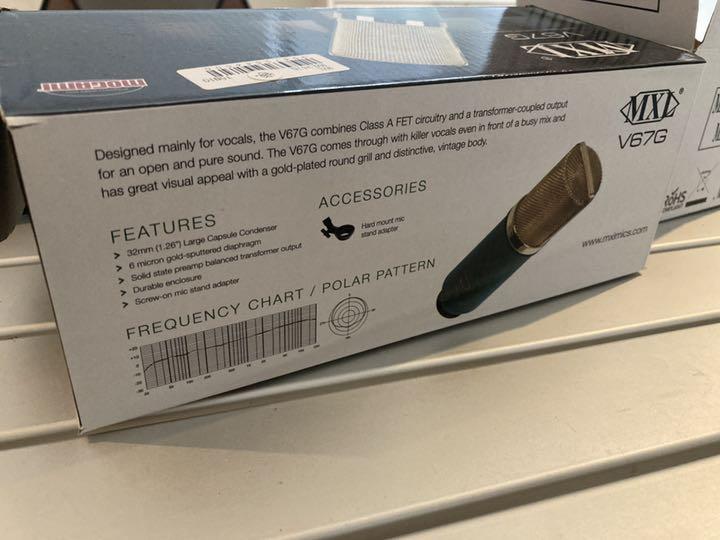 MOGAMI
V67G
MXL
Designed mainly for vocals, the V67G combines Class A FET circuitry and a transformer-coupled output
for an open and pure sound. The V67G comes through with killer vocals even in front of a busy mix and
has great visual appeal with a gold-plated round grill and distinctive, vintage body.
MXL®
V67G
FEATURES
> 32mm (1.26") Large Capsule Condenser
> 6 micron gold-sputtered diaphragm
> Solid state preamp balanced transformer output
> Durable enclosure
> Screw-on mic stand adapter
ACCESSORIES
Hard mount mic
stand adapter
www.mxlmics.com
RoHS
FREQUENCY CHART / POLAR PATTERN